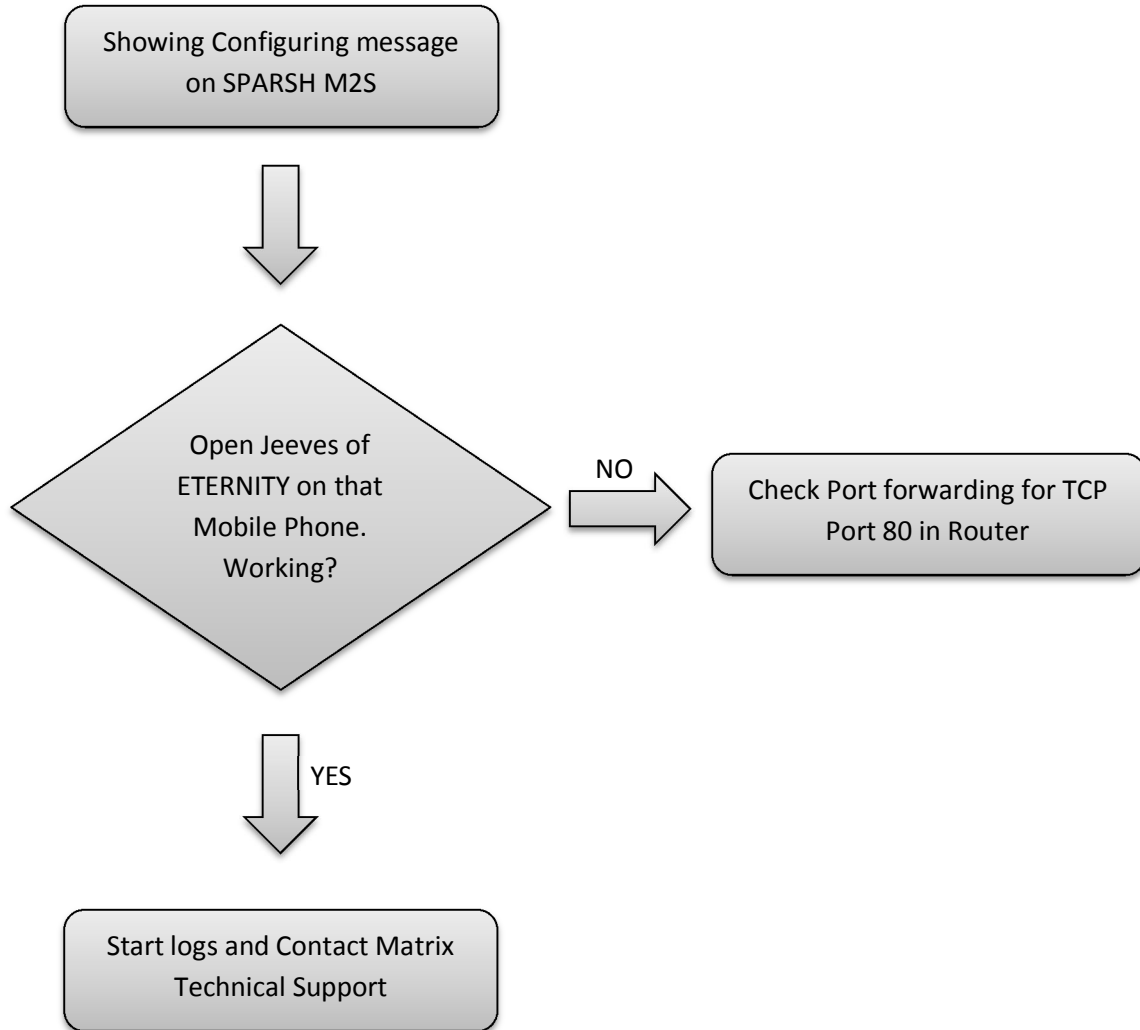 Showing Configuring message
on SPARSH M2S
Open Jeeves of
ETERNITY on that
Mobile Phone.
Working?
NO
Check Port forwarding for TCP
Port 80 in Router
YES
Start logs and Contact Matrix
Technical Support